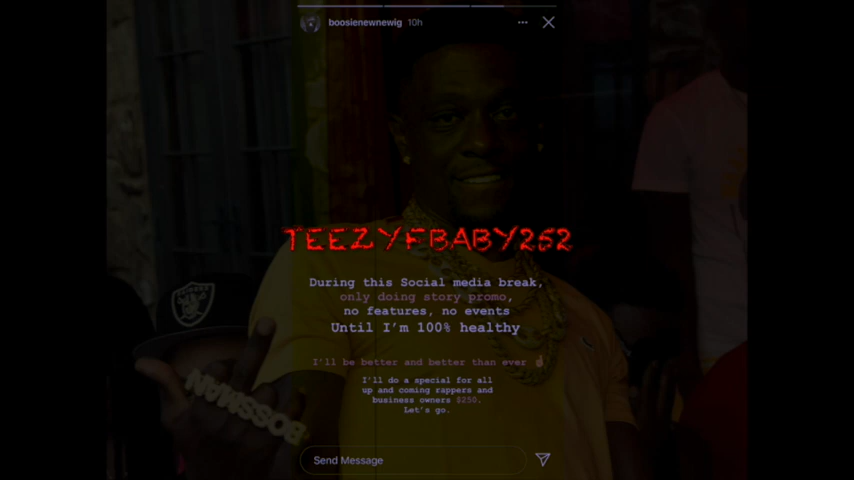 boosienewnewig 10h
TEEZYFBABY252
During this Social media break,
only doing story promo,
no features, no events
Until I'm 100% healthy
I'll be better and better than ever ☝🏾
I'll do a special for all
up and coming rappers and
business owners $250.
Let's go.
RAIDERS
BOSSMAN
Send Message